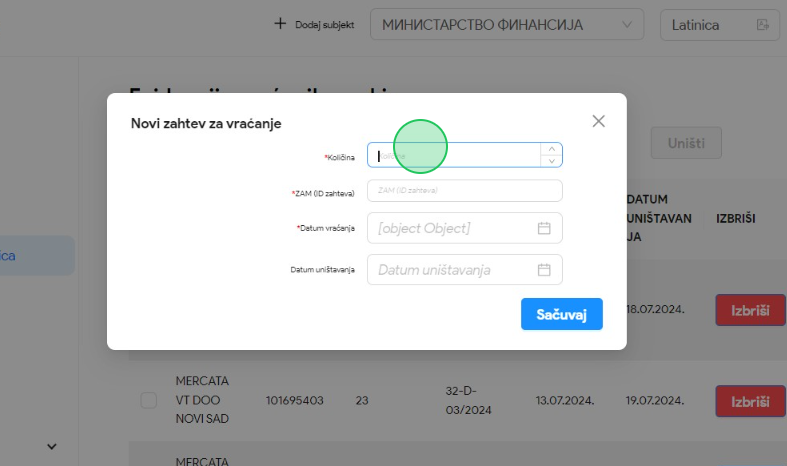 Dodaj subjekt
МИНИСТАРСТВО ФИНАНСИЈА
Latinica
Novi zahtev za vraćanje
*Količina
Količina
*ZAM (ID zahteva)
ZAM (ID zahteva)
*Datum vraćanja
[object Object]
Datum uništavanja
Datum uništavanja
Sačuvaj
Uništi
DATUM
UNIŠTAVAN
JA
IZBRIŠI
ica
18.07.2024.
Izbriši
MERCATA
VT DOO
NOVI SAD
101695403
23
32-D-
03/2024
13.07.2024.
19.07.2024.
Izbriši
MERCATA